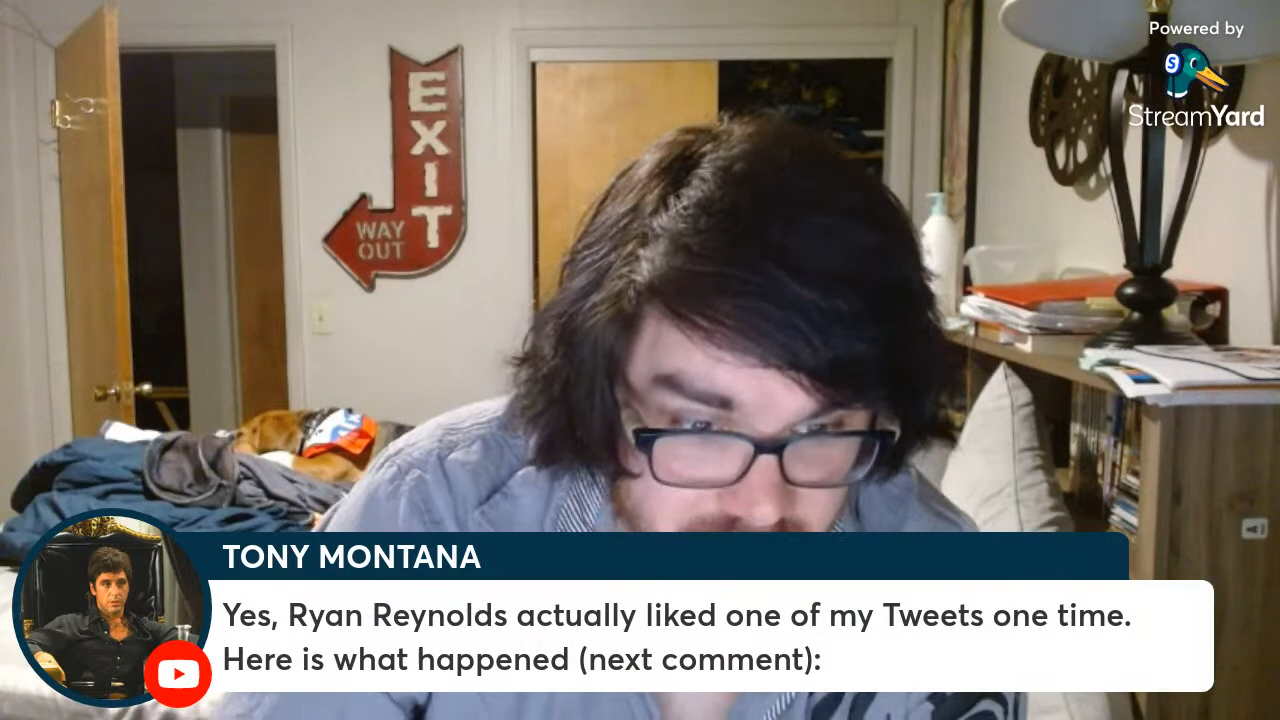 Powered by
S
StreamYard
EXIT
WAY
OUT
TONY MONTANA
Yes, Ryan Reynolds actually liked one of my Tweets one time.
Here is what happened (next comment):